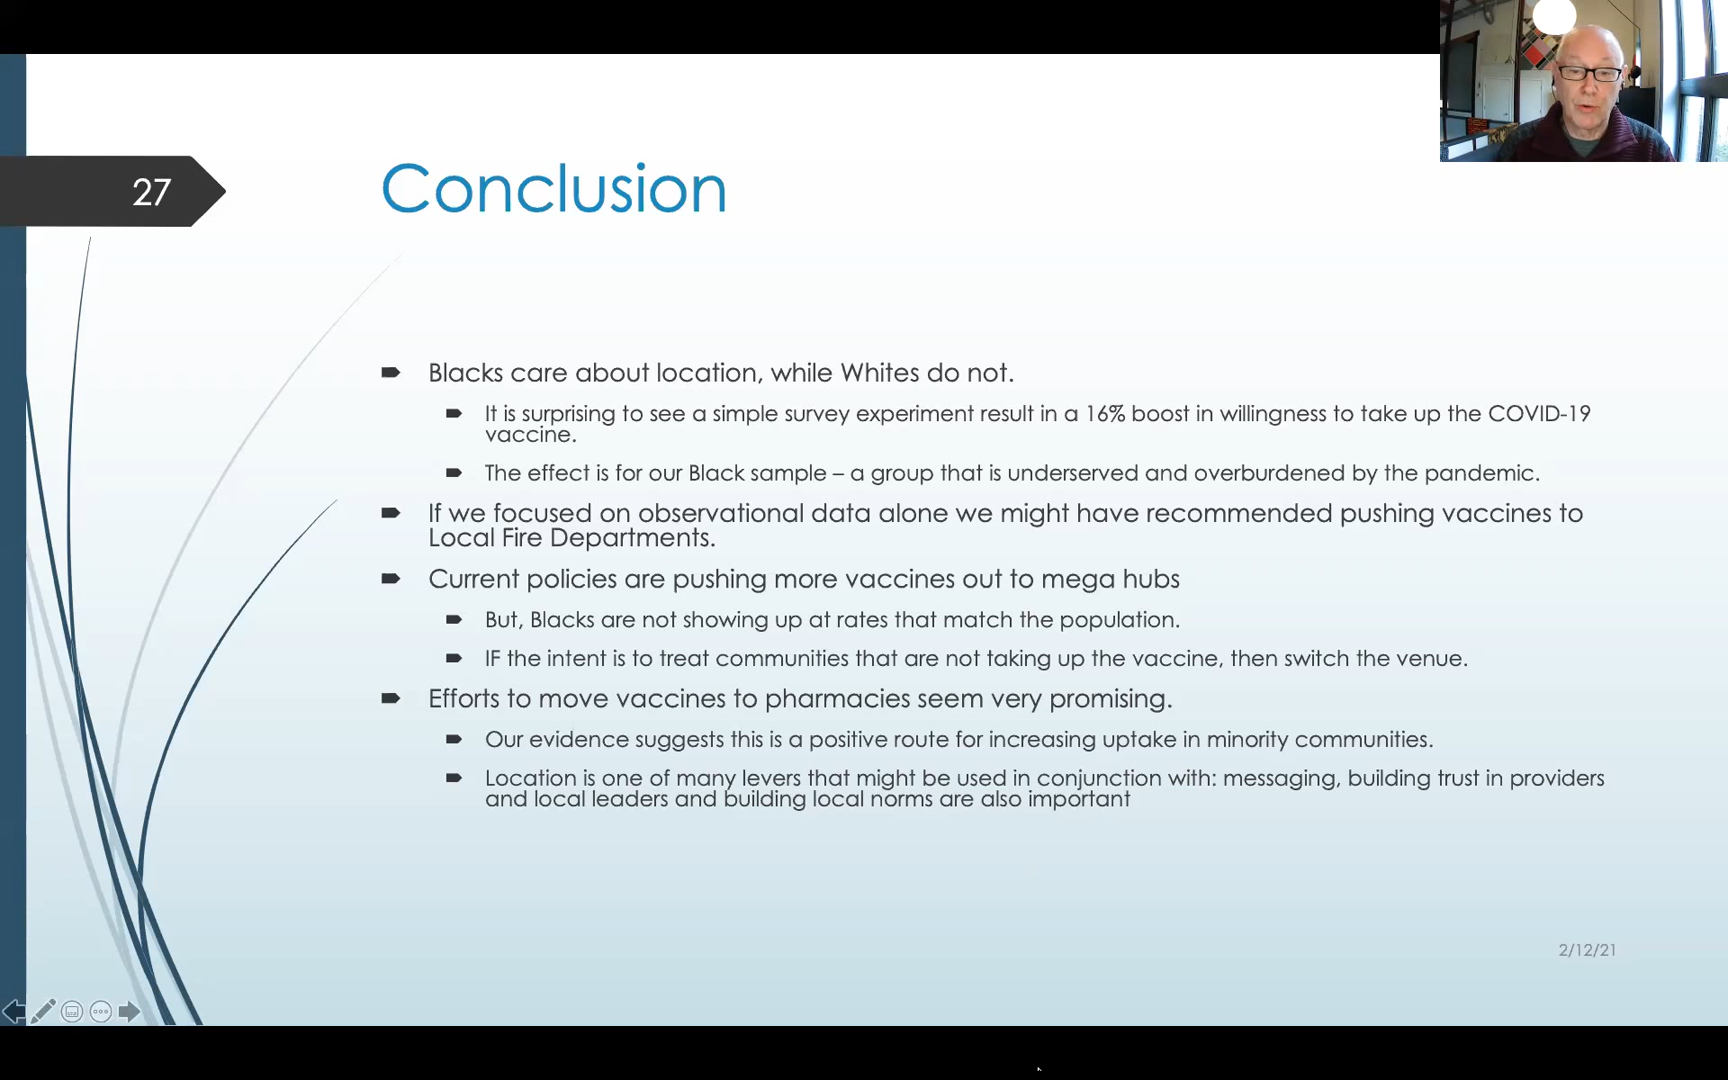 27
Conclusion
Blacks care about location, while Whites do not.
It is surprising to see a simple survey experiment result in a 16% boost in willingness to take up the COVID-19
vaccine.
The effect is for our Black sample – a group that is underserved and overburdened by the pandemic.
If we focused on observational data alone we might have recommended pushing vaccines to
Local Fire Departments.
Current policies are pushing more vaccines out to mega hubs
But, Blacks are not showing up at rates that match the population.
IF the intent is to treat communities that are not taking up the vaccine, then switch the venue.
Efforts to move vaccines to pharmacies seem very promising.
Our evidence suggests this is a positive route for increasing uptake in minority communities.
Location is one of many levers that might be used in conjunction with: messaging, building trust in providers
and local leaders and building local norms are also important
2/12/21